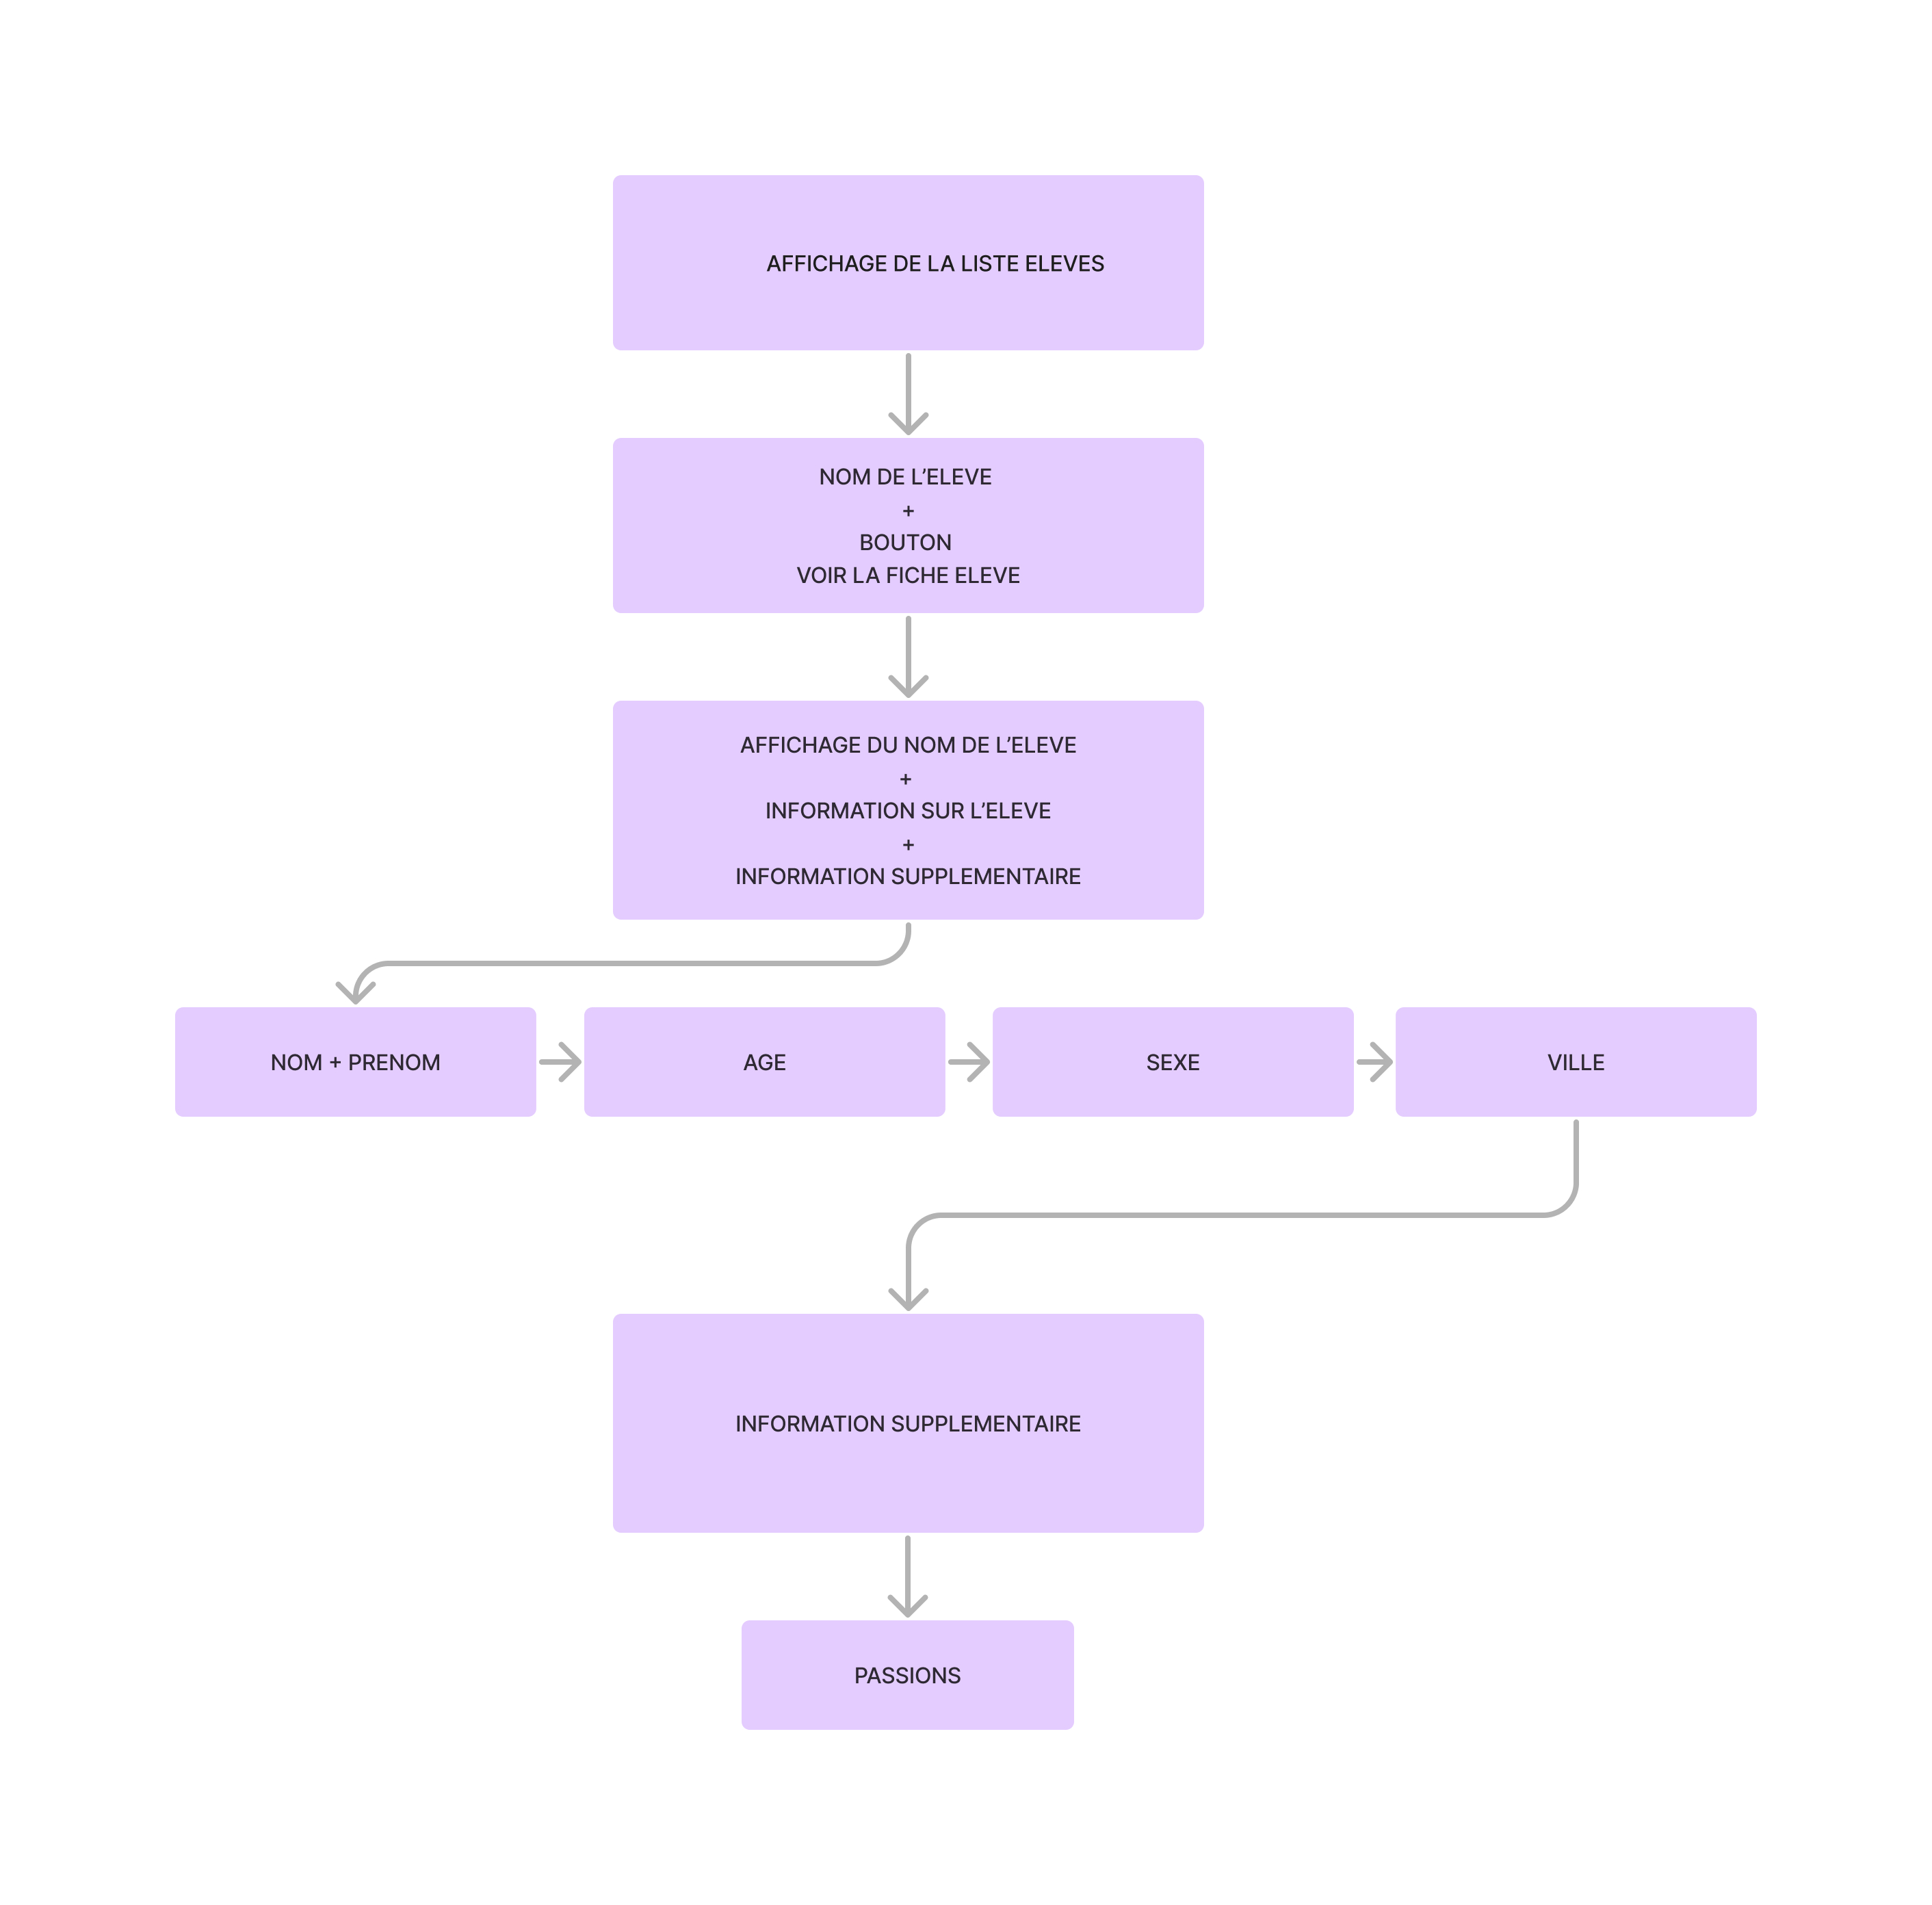 AFFICHAGE DE LA LISTE ELEVES
NOM DE L’ELEVE
+
BOUTON
VOIR LA FICHE ELEVE
AFFICHAGE DU NOM DE L’ELEVE
+
INFORMATION SUR L’ELEVE
+
INFORMATION SUPPLEMENTAIRE
NOM + PRENOM
AGE
SEXE
VILLE
INFORMATION SUPPLEMENTAIRE
PASSIONS